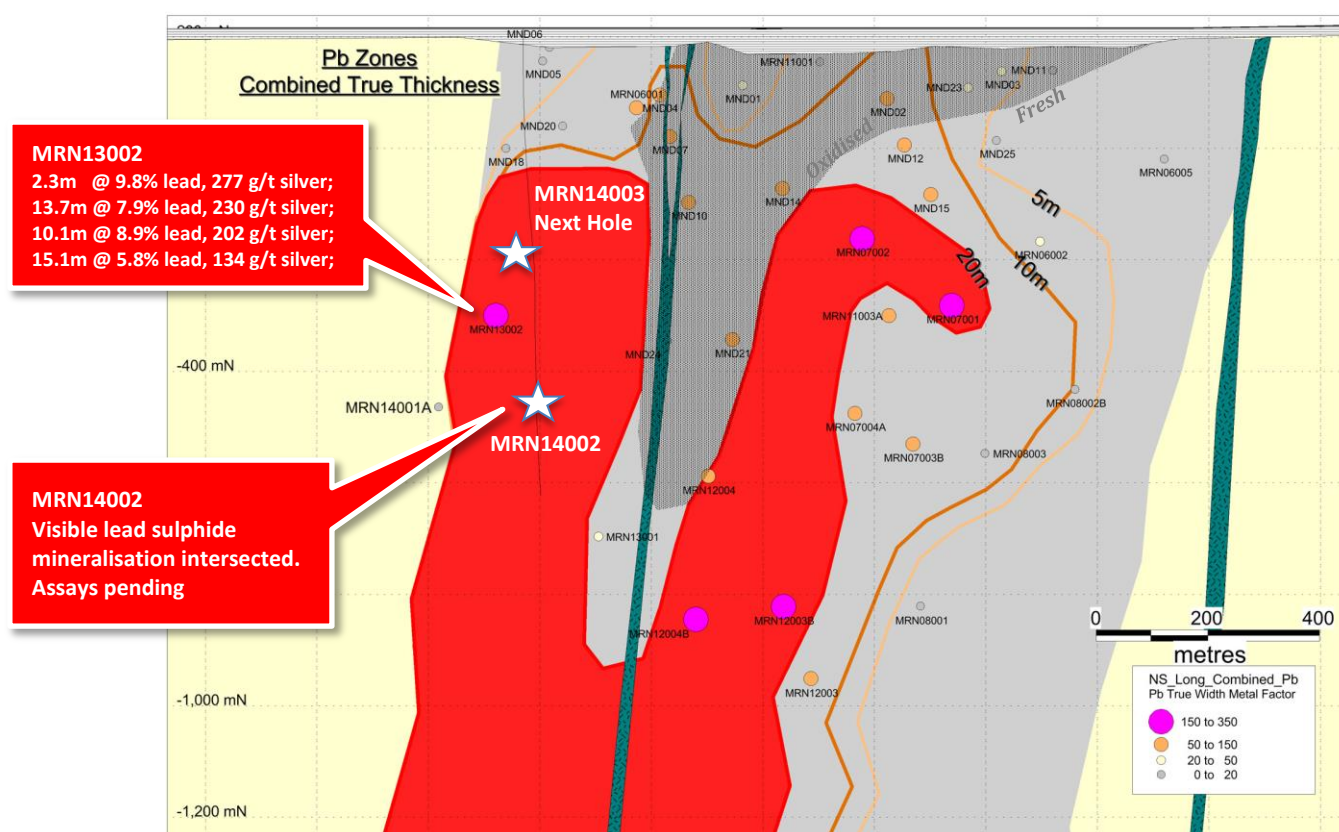 MND06
Pb Zones
Combined True Thickness
MND05
MRN11001
MND11
MND23
MND03
MND01
MRN06001
MND04
MND02
Fresh
Oxidised
MND20
MND07
MND18
MND12
MND25
MRN06005
MRN13002
2.3m @ 9.8% lead, 277 g/t silver;
13.7m @ 7.9% lead, 230 g/t silver;
10.1m @ 8.9% lead, 202 g/t silver;
15.1m @ 5.8% lead, 134 g/t silver;
MRN14003
Next Hole
MND10
MND14
MND15
5m
MRN07002
MRN06002
20m
10m
MRN13002
MRN11003A
MRN07001
MND24
MND21
-400 mN
MRN08002B
MRN14001A
MRN07004A
MRN14002
MRN07003B
MRN08003
MRN14002
Visible lead sulphide
mineralisation intersected.
Assays pending
MRN12004
MRN13001
MRN12004B
MRN12003B
MRN08001
0 200 400
metres
MRN12003
NS_Long_Combined_Pb
Pb True Width Metal Factor
150 to 350
50 to 150
20 to 50
0 to 20
-1,000 mN
-1,200 mN